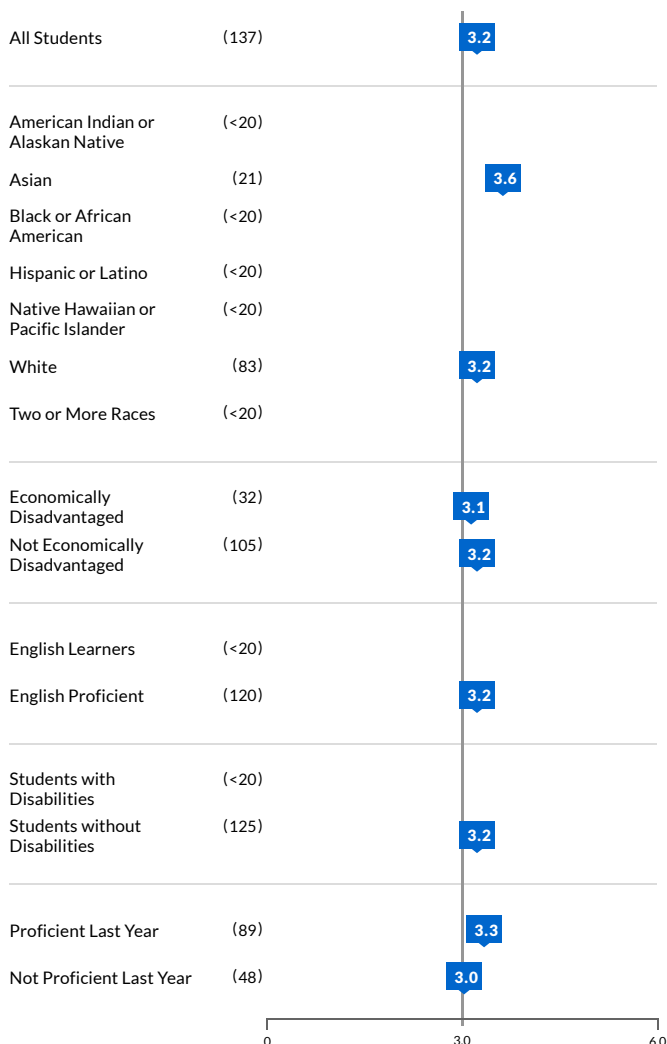 All Students (137) 3.2
American Indian or (<20)
Alaskan Native
Asian (21) 3.6
Black or African (<20)
American
Hispanic or Latino (<20)
Native Hawaiian or (<20)
Pacific Islander
White (83) 3.2
Two or More Races (<20)
Economically (32) 3.1
Disadvantaged
Not Economically (105) 3.2
Disadvantaged
English Learners (<20)
English Proficient (120) 3.2
Students with (<20)
Disabilities
Students without (125) 3.2
Disabilities
Proficient Last Year (89) 3.3
Not Proficient Last Year (48) 3.0
0 3.0 6.0